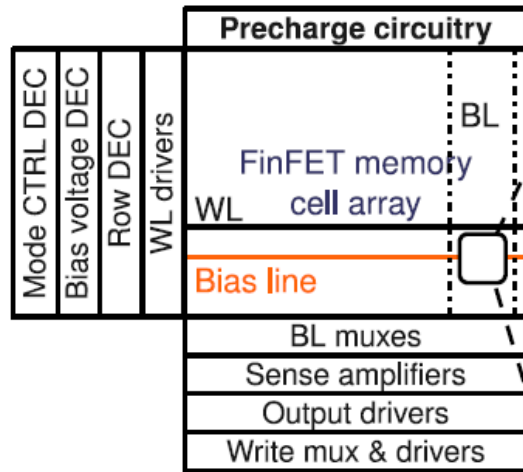 Precharge circuitry
Mode CTRL DEC
Bias voltage DEC
Row DEC
WL drivers
BL
FinFET memory
cell array
WL
Bias line
BL muxes
Sense amplifiers
Output drivers
Write mux & drivers